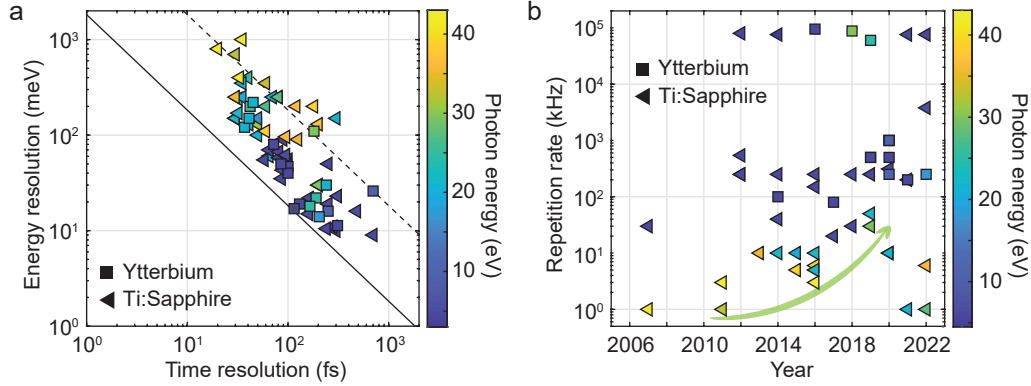 a
Energy resolution (meV)
10³
10²
10¹
10⁰
Ytterbium
Ti:Sapphire
10⁰ 10¹ 10² 10³
Time resolution (fs)
40
30
20
10
Photon energy (eV)
b
Repetition rate (kHz)
10⁵
10⁴
10³
10²
10¹
10⁰
Ytterbium
Ti:Sapphire
2006 2010 2014 2018 2022
Year
40
30
20
10
Photon energy (eV)